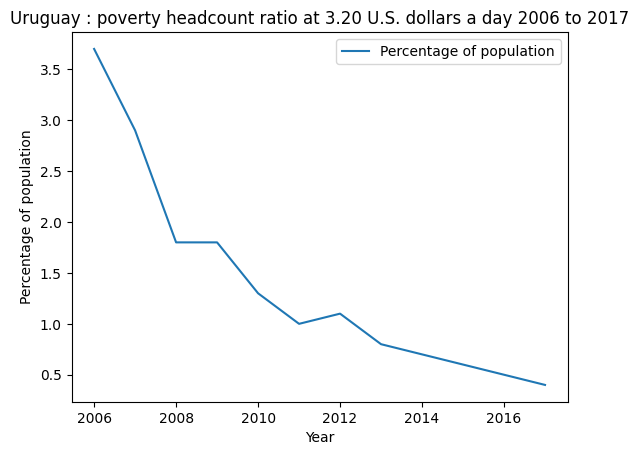 Uruguay : poverty headcount ratio at 3.20 U.S. dollars a day 2006 to 2017
Percentage of population
3.5
3.0
2.5
2.0
1.5
1.0
0.5
Percentage of population
2006 2008 2010 2012 2014 2016
Year